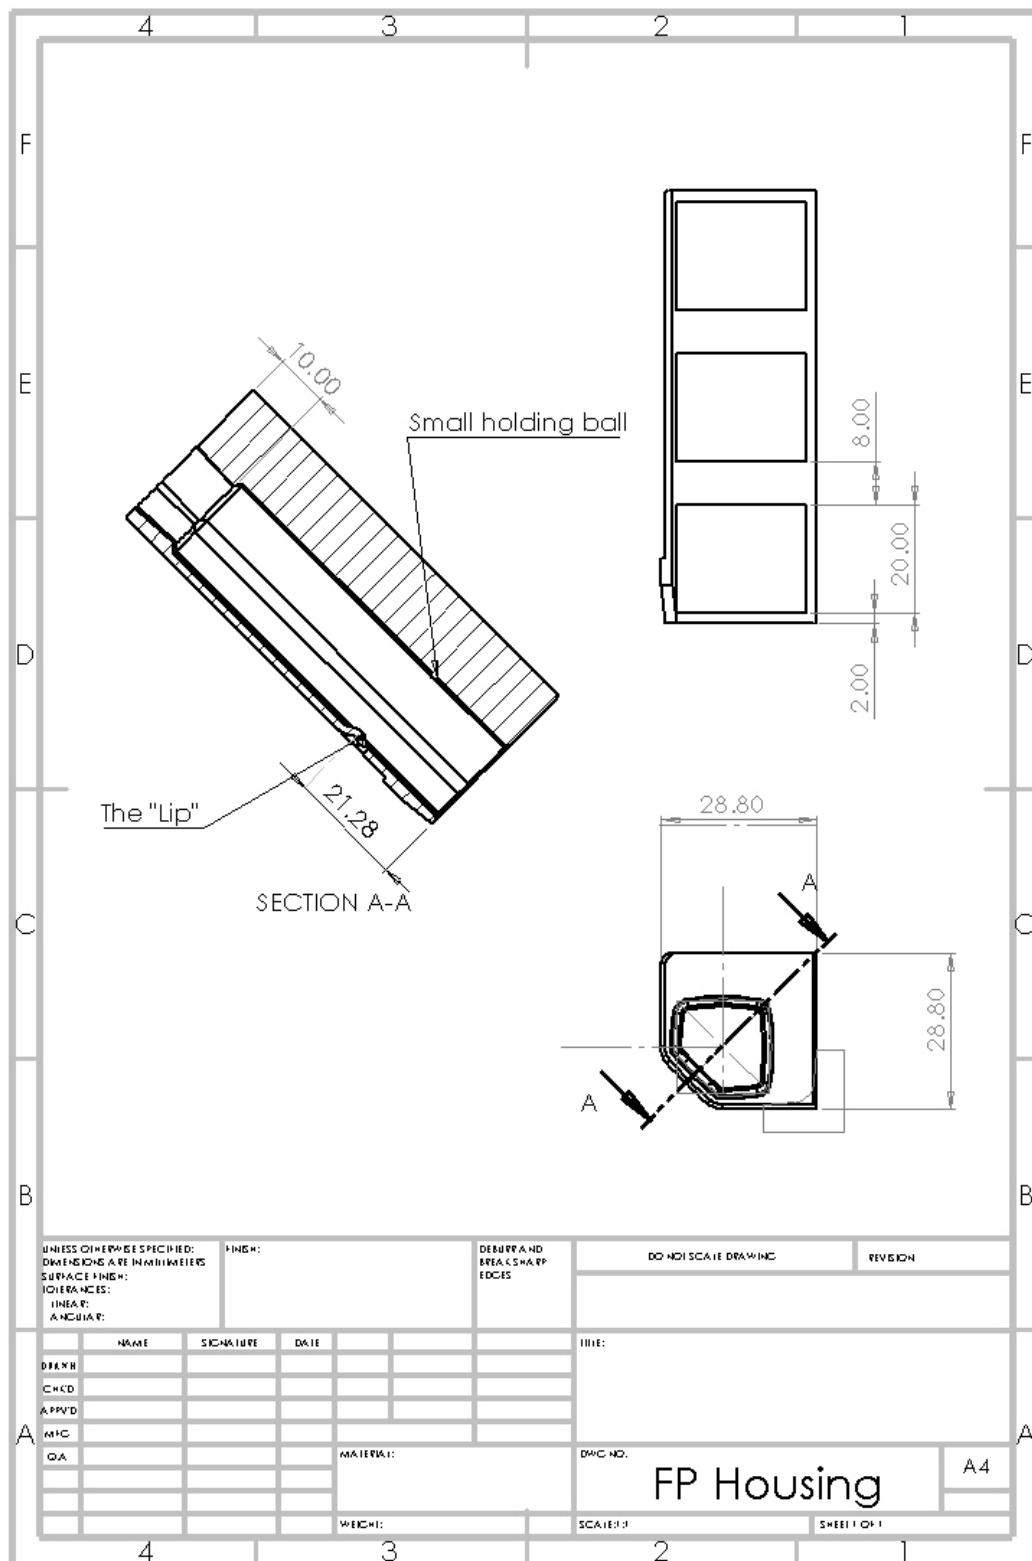 4 3 2 1
F F
10.00
E E
Small holding ball
8.00
20.00
D D
2.00
The "Lip"
21.28
28.80
SECTION A-A
A
C C
28.80
A
B B
UNLESS OTHERWISE SPECIFIED:
DIMENSIONS ARE IN MILLIMETERS
SURFACE FINISH:
TOLERANCES:
LINEAR:
ANGULAR:
FINISH:
DEBURR AND
BREAK SHARP
EDGES
DO NOT SCALE DRAWING
REVISION
NAME SIGNATURE DATE
TITLE:
DRAWN
CHK'D
APPV'D
MFG
A A
Q.A
MATERIAL:
DWG NO.
FP Housing
A4
WEIGHT:
SCALE:1:1
SHEET 1 OF 1
4 3 2 1